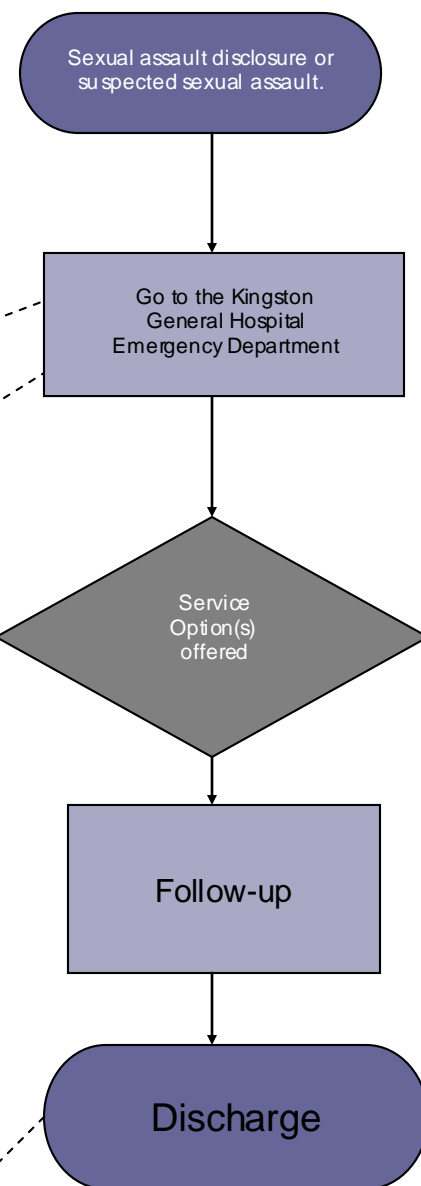 Sexual assault disclosure or
suspected sexual assault.
Go to the Kingston
General Hospital
Emergency Department
Service
Option(s)
offered
Follow-up
Discharge